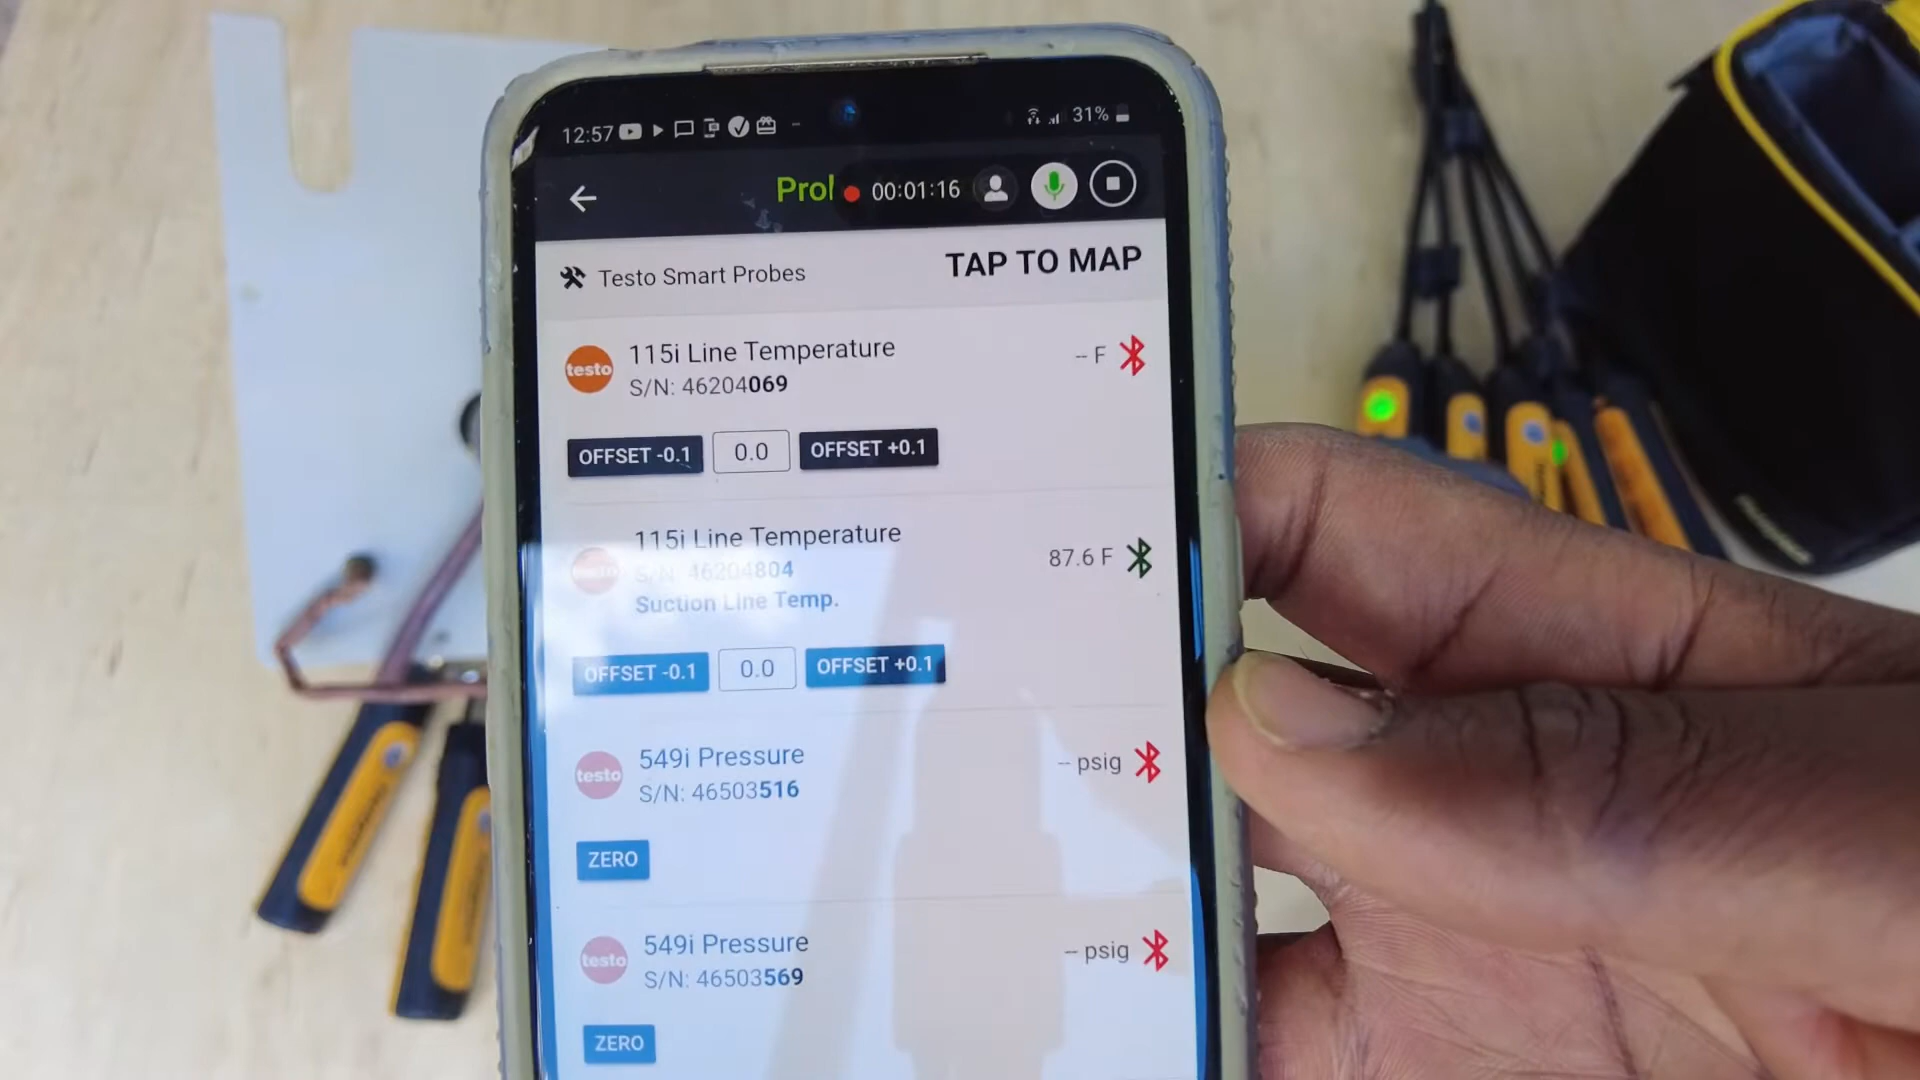 12:57
31%
Prol 00:01:16
Testo Smart Probes TAP TO MAP
testo
115i Line Temperature
-- F
S/N: 46204069
OFFSET -0.1 0.0 OFFSET +0.1
115i Line Temperature
87.6 F
S/N: 46204804
Suction Line Temp.
OFFSET -0.1 0.0 OFFSET +0.1
testo
549i Pressure
-- psig
S/N: 46503516
ZERO
testo
549i Pressure
-- psig
S/N: 46503569
ZERO